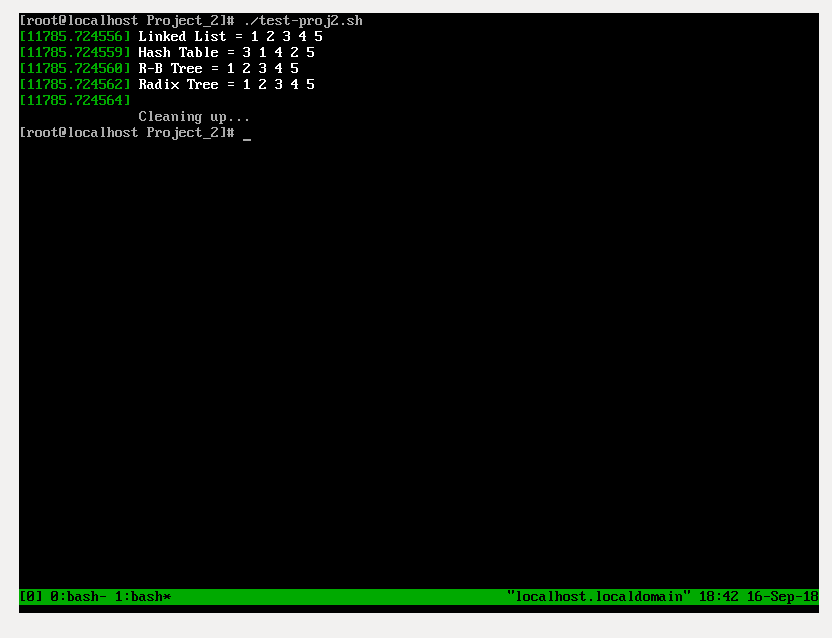 [root@localhost Project_2]# ./test-proj2.sh
[11785.724556] Linked List = 1 2 3 4 5
[11785.724559] Hash Table = 3 1 4 2 5
[11785.724560] R-B Tree = 1 2 3 4 5
[11785.724562] Radix Tree = 1 2 3 4 5
[11785.724564]
Cleaning up...
[root@localhost Project_2]# _
[0] 0:bash- 1:bash* "localhost.localdomain" 18:42 16-Sep-18